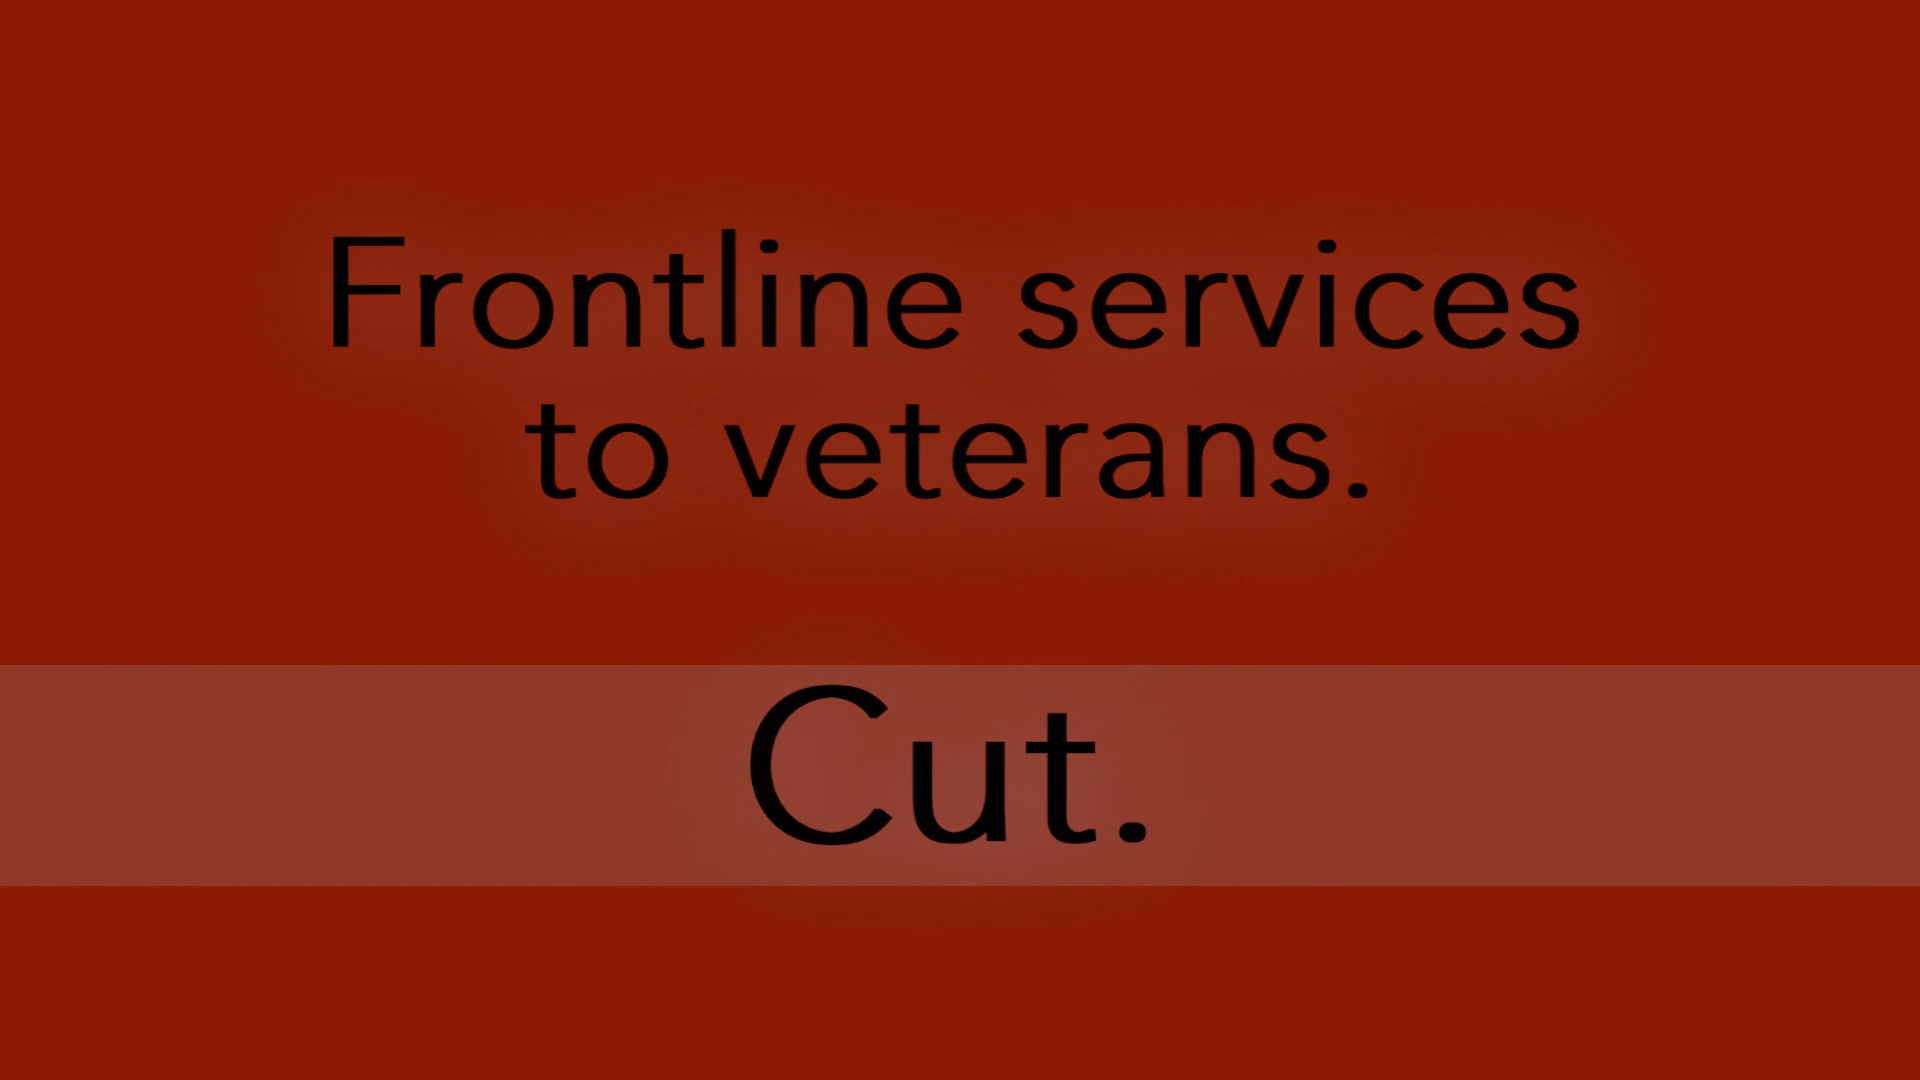 Frontline services
to veterans.
Cut.